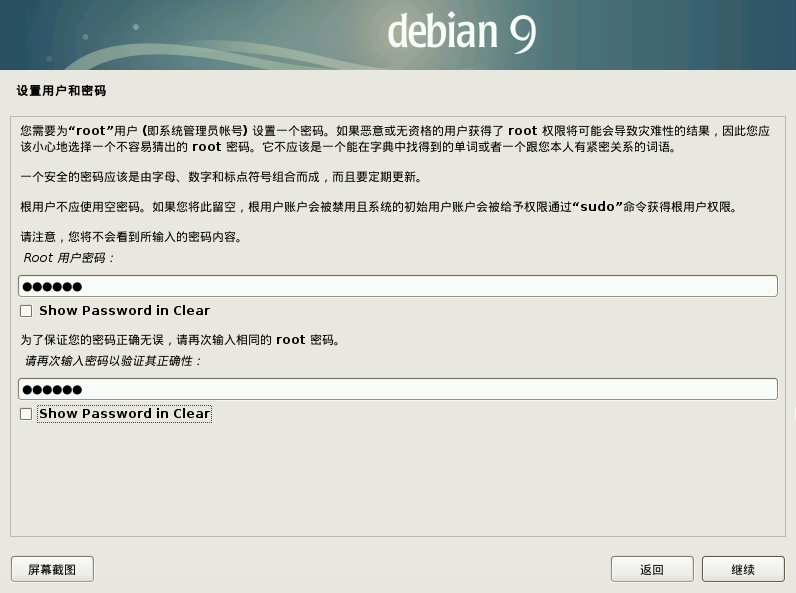 debian 9
设置用户和密码
您需要为“root”用户 (即系统管理员帐号) 设置一个密码。如果恶意或无资格的用户获得了 root 权限将可能会导致灾难性的结果，因此您应
该小心地选择一个不容易猜出的 root 密码。它不应该是一个能在字典中找得到的单词或者一个跟您本人有紧密关系的词语。
一个安全的密码应该是由字母、数字和标点符号组合而成，而且要定期更新。
根用户不应使用空密码。如果您将此留空，根用户账户会被禁用且系统的初始用户账户会被给予权限通过“sudo”命令获得根用户权限。
请注意，您将不会看到所输入的密码内容。
Root 用户密码：
●●●●●●
Show Password in Clear
为了保证您的密码正确无误，请再次输入相同的 root 密码。
请再次输入密码以验证其正确性：
●●●●●●
Show Password in Clear
屏幕截图
返回
继续